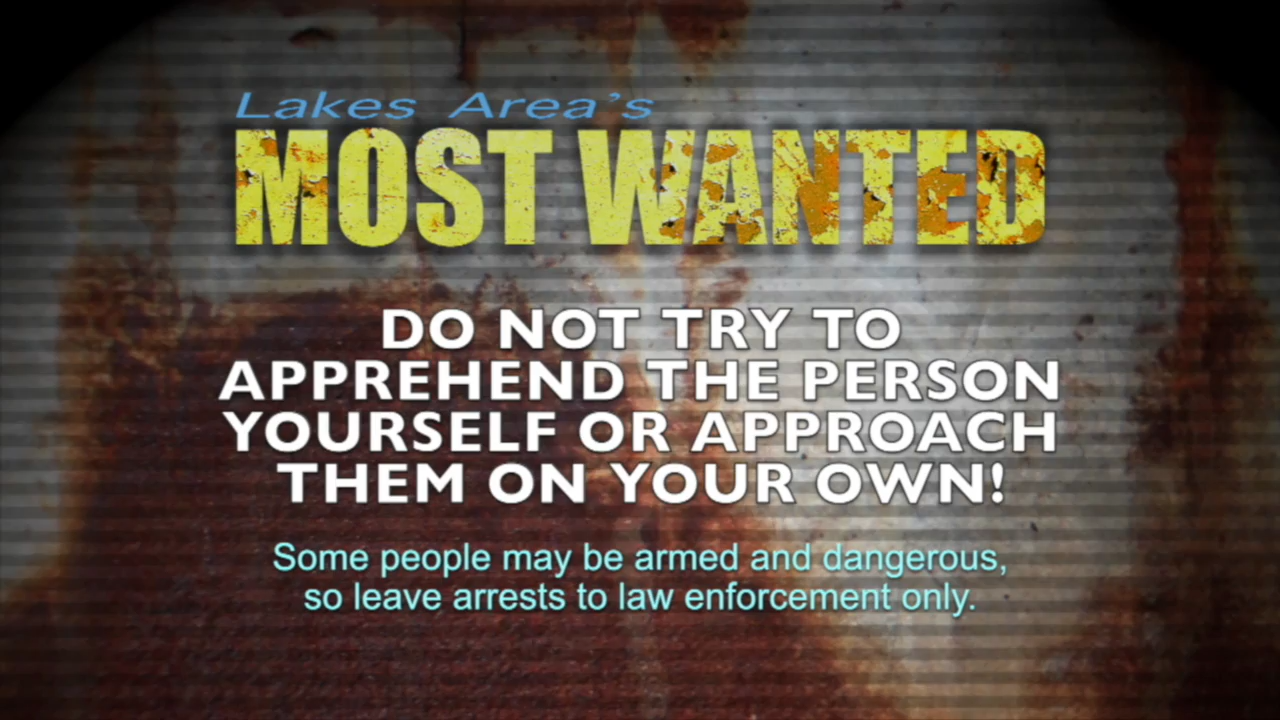 Lakes Area's
MOST WANTED
DO NOT TRY TO
APPREHEND THE PERSON
YOURSELF OR APPROACH
THEM ON YOUR OWN!
Some people may be armed and dangerous,
so leave arrests to law enforcement only.